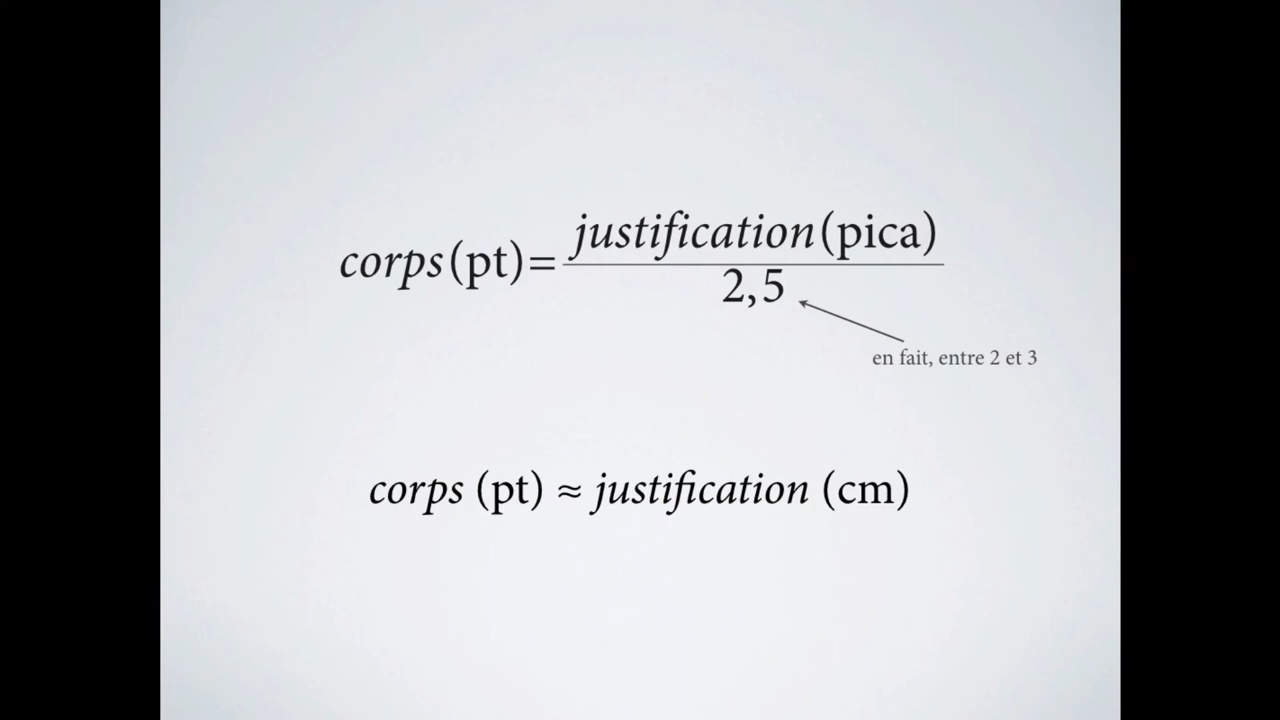 corps(pt)=justification(pica)
2,5
en fait, entre 2 et 3
corps (pt) ≈ justification (cm)